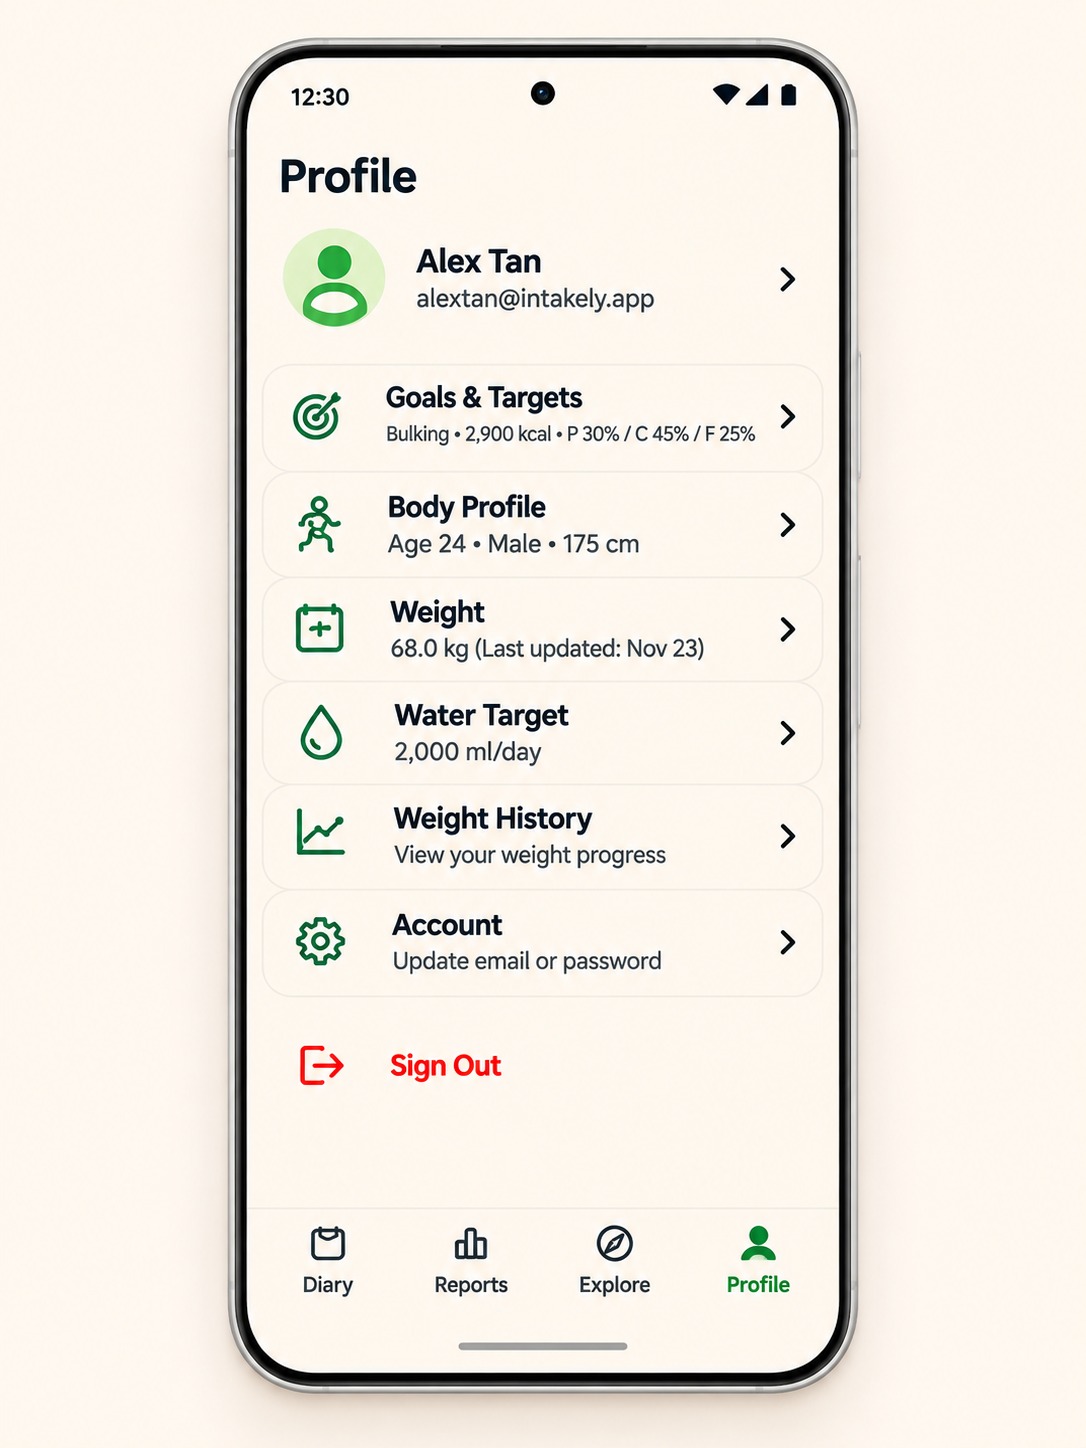 12:30
Profile
Alex Tan
alextan@intakely.app
Goals & Targets
Bulking • 2,900 kcal • P 30% / C 45% / F 25%
Body Profile
Age 24 • Male • 175 cm
Weight
68.0 kg (Last updated: Nov 23)
Water Target
2,000 ml/day
Weight History
View your weight progress
Account
Update email or password
Sign Out
Diary
Reports
Explore
Profile